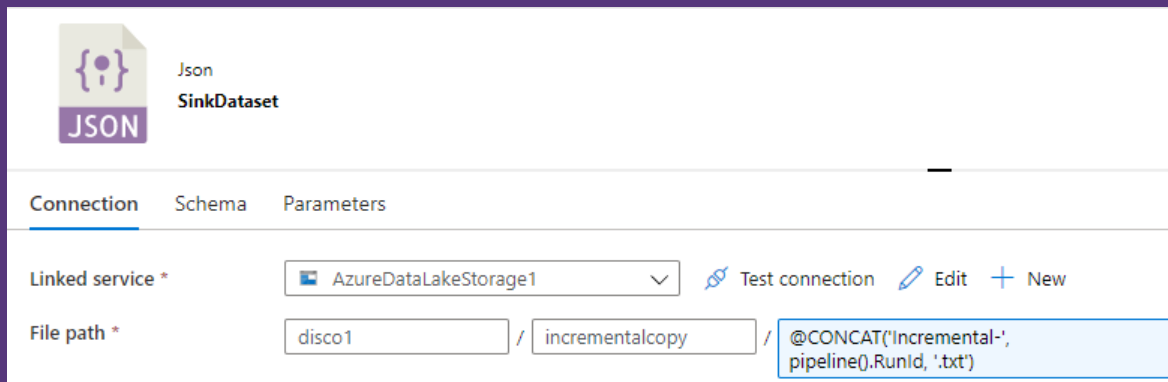 { }
JSON
Json
SinkDataset
Connection Schema Parameters
Linked service * AzureDataLakeStorage1 Test connection Edit + New
File path * disco1 / incrementalcopy / @CONCAT('Incremental-',
pipeline().RunId, '.txt')